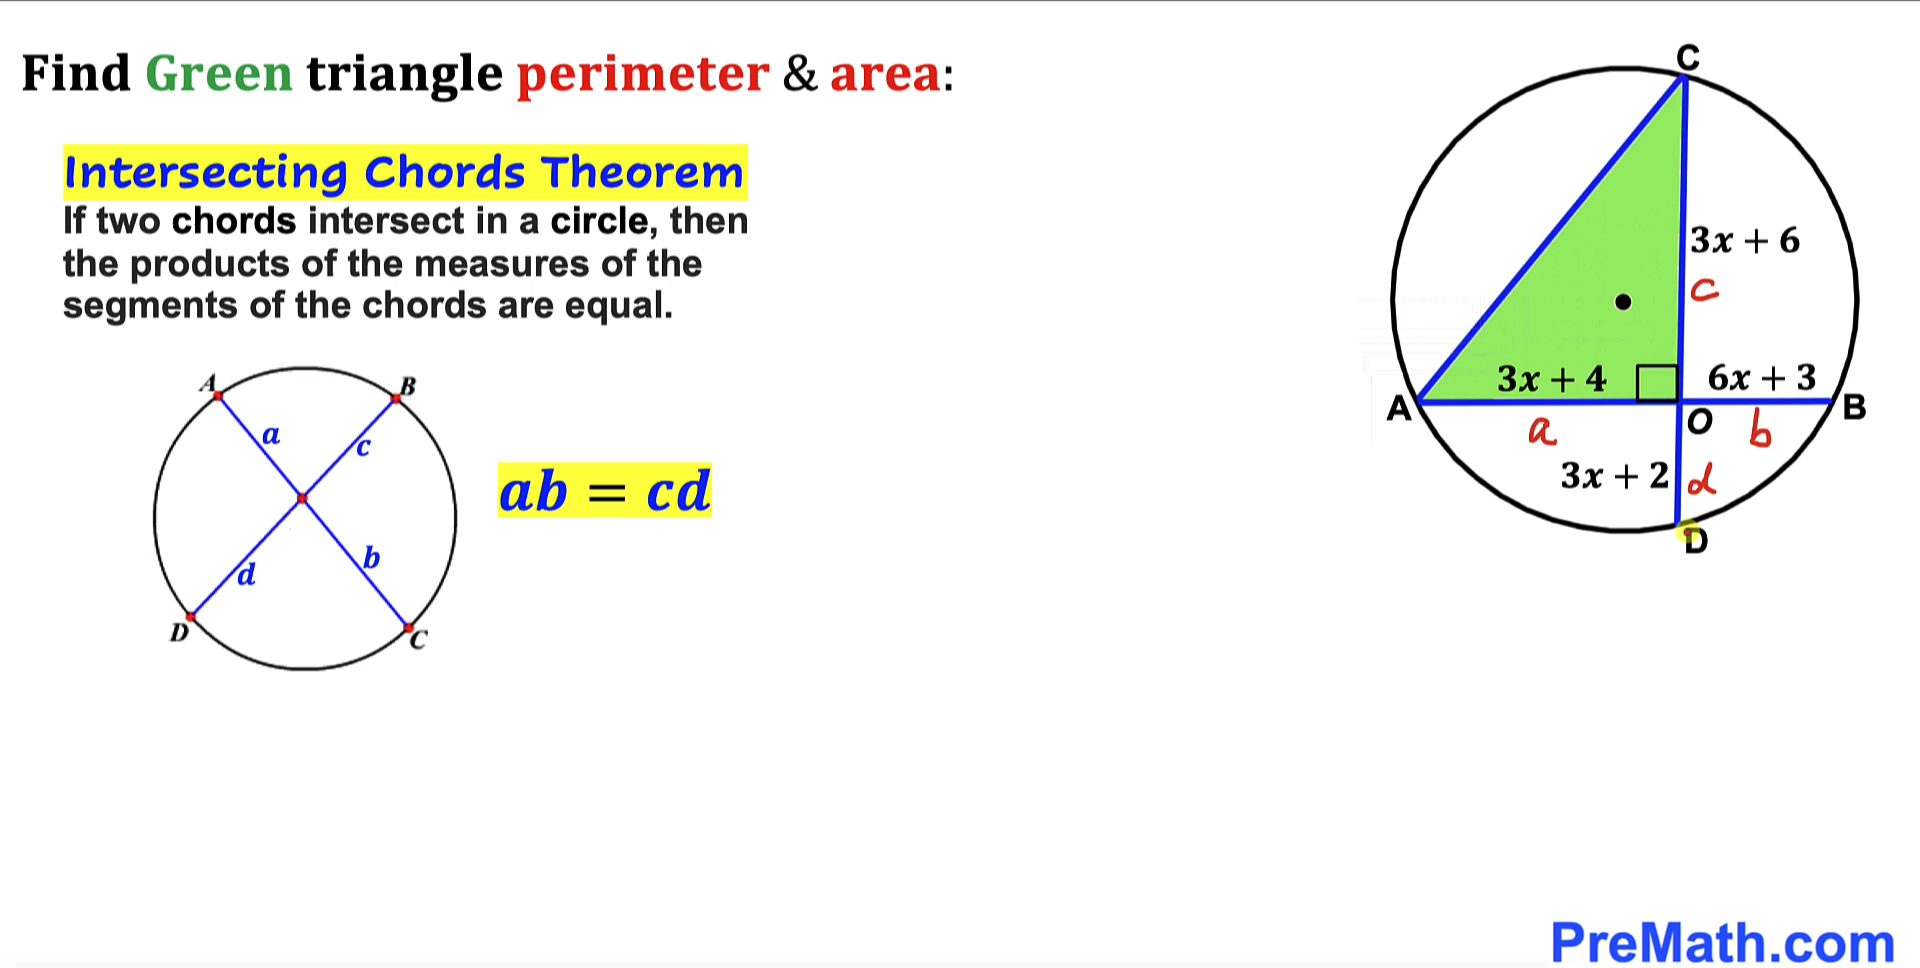 Find Green triangle perimeter & area:
Intersecting Chords Theorem
If two chords intersect in a circle, then
the products of the measures of the
segments of the chords are equal.
A
B
a
c
d
b
D
C
ab = cd
C
3x + 6
c
3x + 4
6x + 3
A
B
a
O
b
3x + 2
d
D
PreMath.com